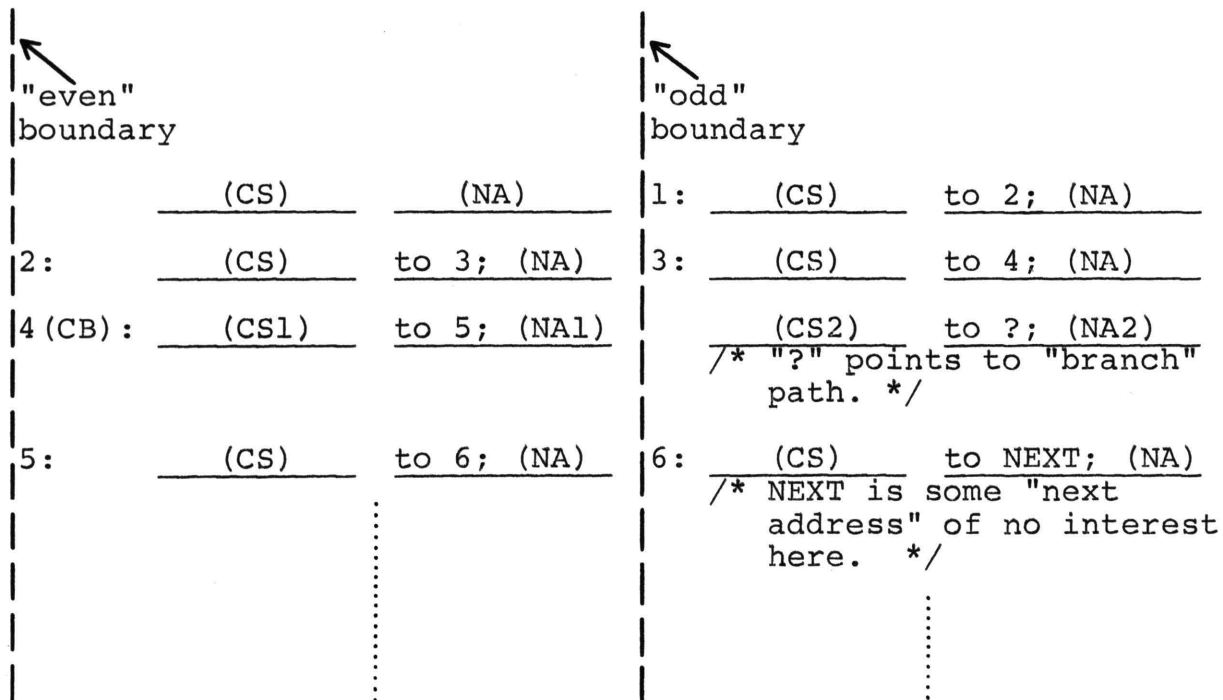 "even" "odd"
boundary boundary
(CS) (NA) 1: (CS) to 2; (NA)
2: (CS) to 3; (NA) 3: (CS) to 4; (NA)
4(CB): (CS1) to 5; (NA1) (CS2) to ?; (NA2)
/* "?" points to "branch"
path. */
5: (CS) to 6; (NA) 6: (CS) to NEXT; (NA)
/* NEXT is some "next
address" of no interest
here. */